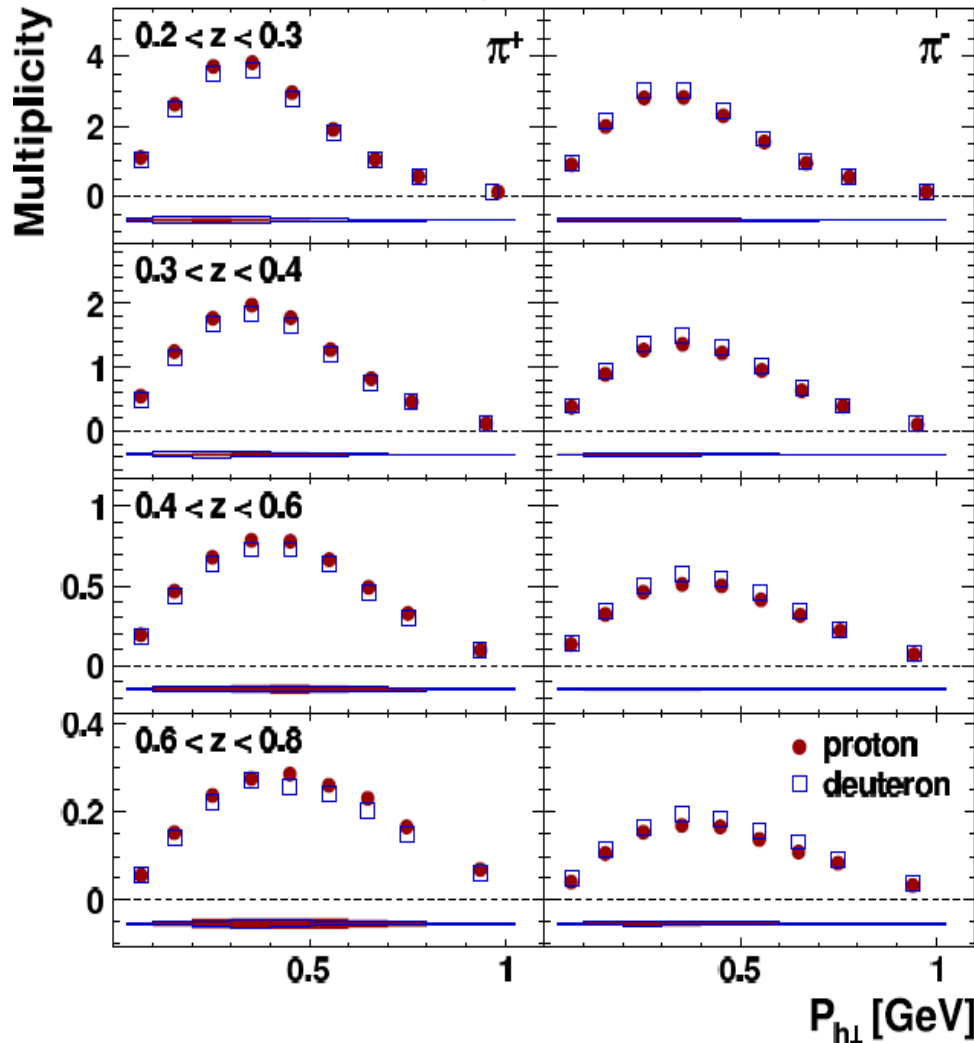 Multiplicity
0.2 < z < 0.3
π⁺
π⁻
4
2
0
0.3 < z < 0.4
2
1
0
0.4 < z < 0.6
1
0.5
0
0.6 < z < 0.8
proton
deuteron
0.4
0.2
0
0.5
1
0.5
1
P_h⊥ [GeV]